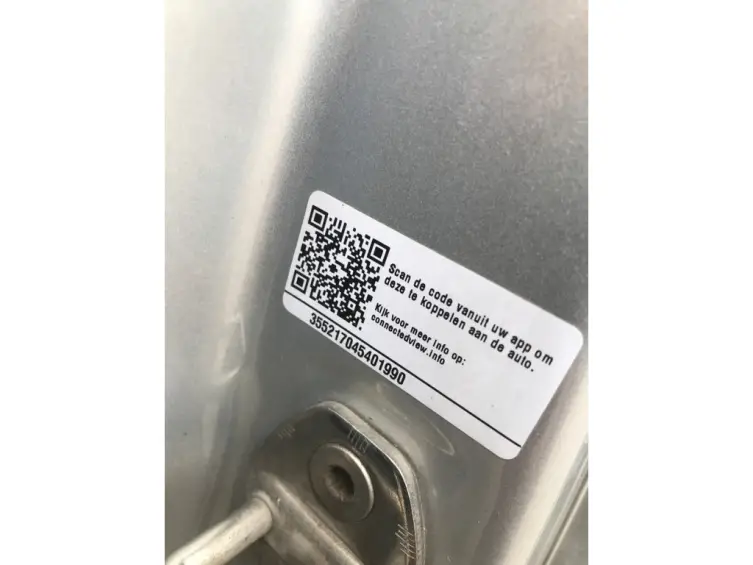 Scan de code vanuit uw app om
deze te koppelen aan de auto.
Kijk voor meer info op:
connectedview.info
355217045401990